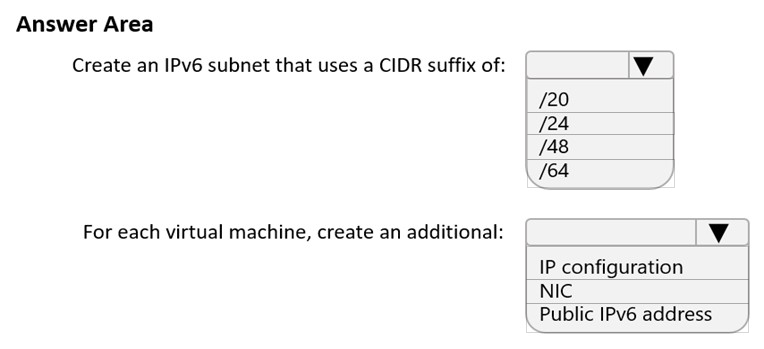 Answer Area
Create an IPv6 subnet that uses a CIDR suffix of:
/20
/24
/48
/64
For each virtual machine, create an additional:
IP configuration
NIC
Public IPv6 address